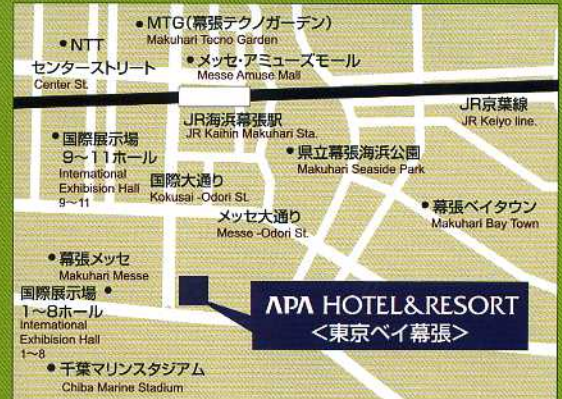 MTG(幕張テクノガーデン)
Makuhari Tecno Garden
NTT
センターストリート
Center St.
メッセ・アミューズモール
Messe Amuse Mall
JR海浜幕張駅
JR Kaihin Makuhari Sta.
JR京葉線
JR Keiyo line.
国際展示場
9〜11ホール
International
Exhibision Hall
9〜11
国際大通り
Kokusai -Odori St.
県立幕張海浜公園
Makuhari Seaside Park
メッセ大通り
Messe -Odori St.
幕張ベイタウン
Makuhari Bay Town
幕張メッセ
Makuhari Messe
国際展示場
1〜8ホール
International
Exhibision Hall
1〜8
APA HOTEL&RESORT
<東京ベイ幕張>
千葉マリンスタジアム
Chiba Marine Stadium